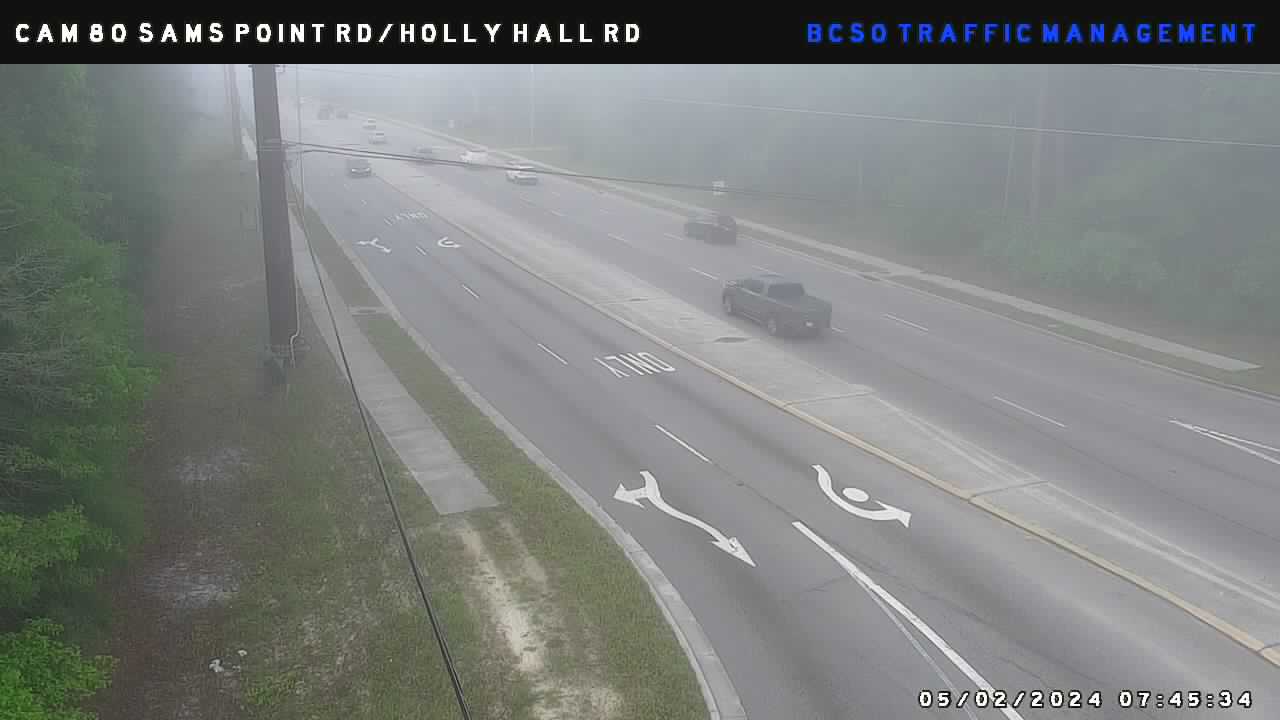 CAM 80 SAMS POINT RD/HOLLY HALL RD
BCSO TRAFFIC MANAGEMENT
ONLY
ONLY
05/02/2024 07:45:34